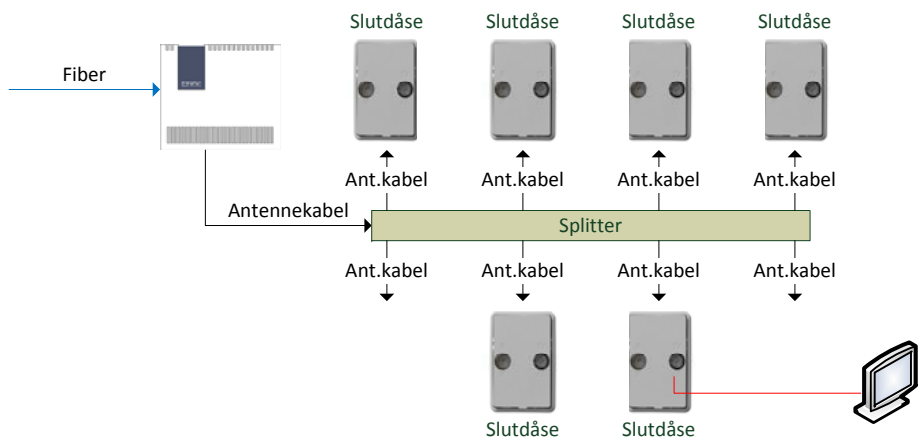 Slutdåse Slutdåse Slutdåse Slutdåse
Fiber
Ant.kabel Ant.kabel Ant.kabel Ant.kabel
Antennekabel
Splitter
Ant.kabel Ant.kabel Ant.kabel Ant.kabel
Slutdåse Slutdåse